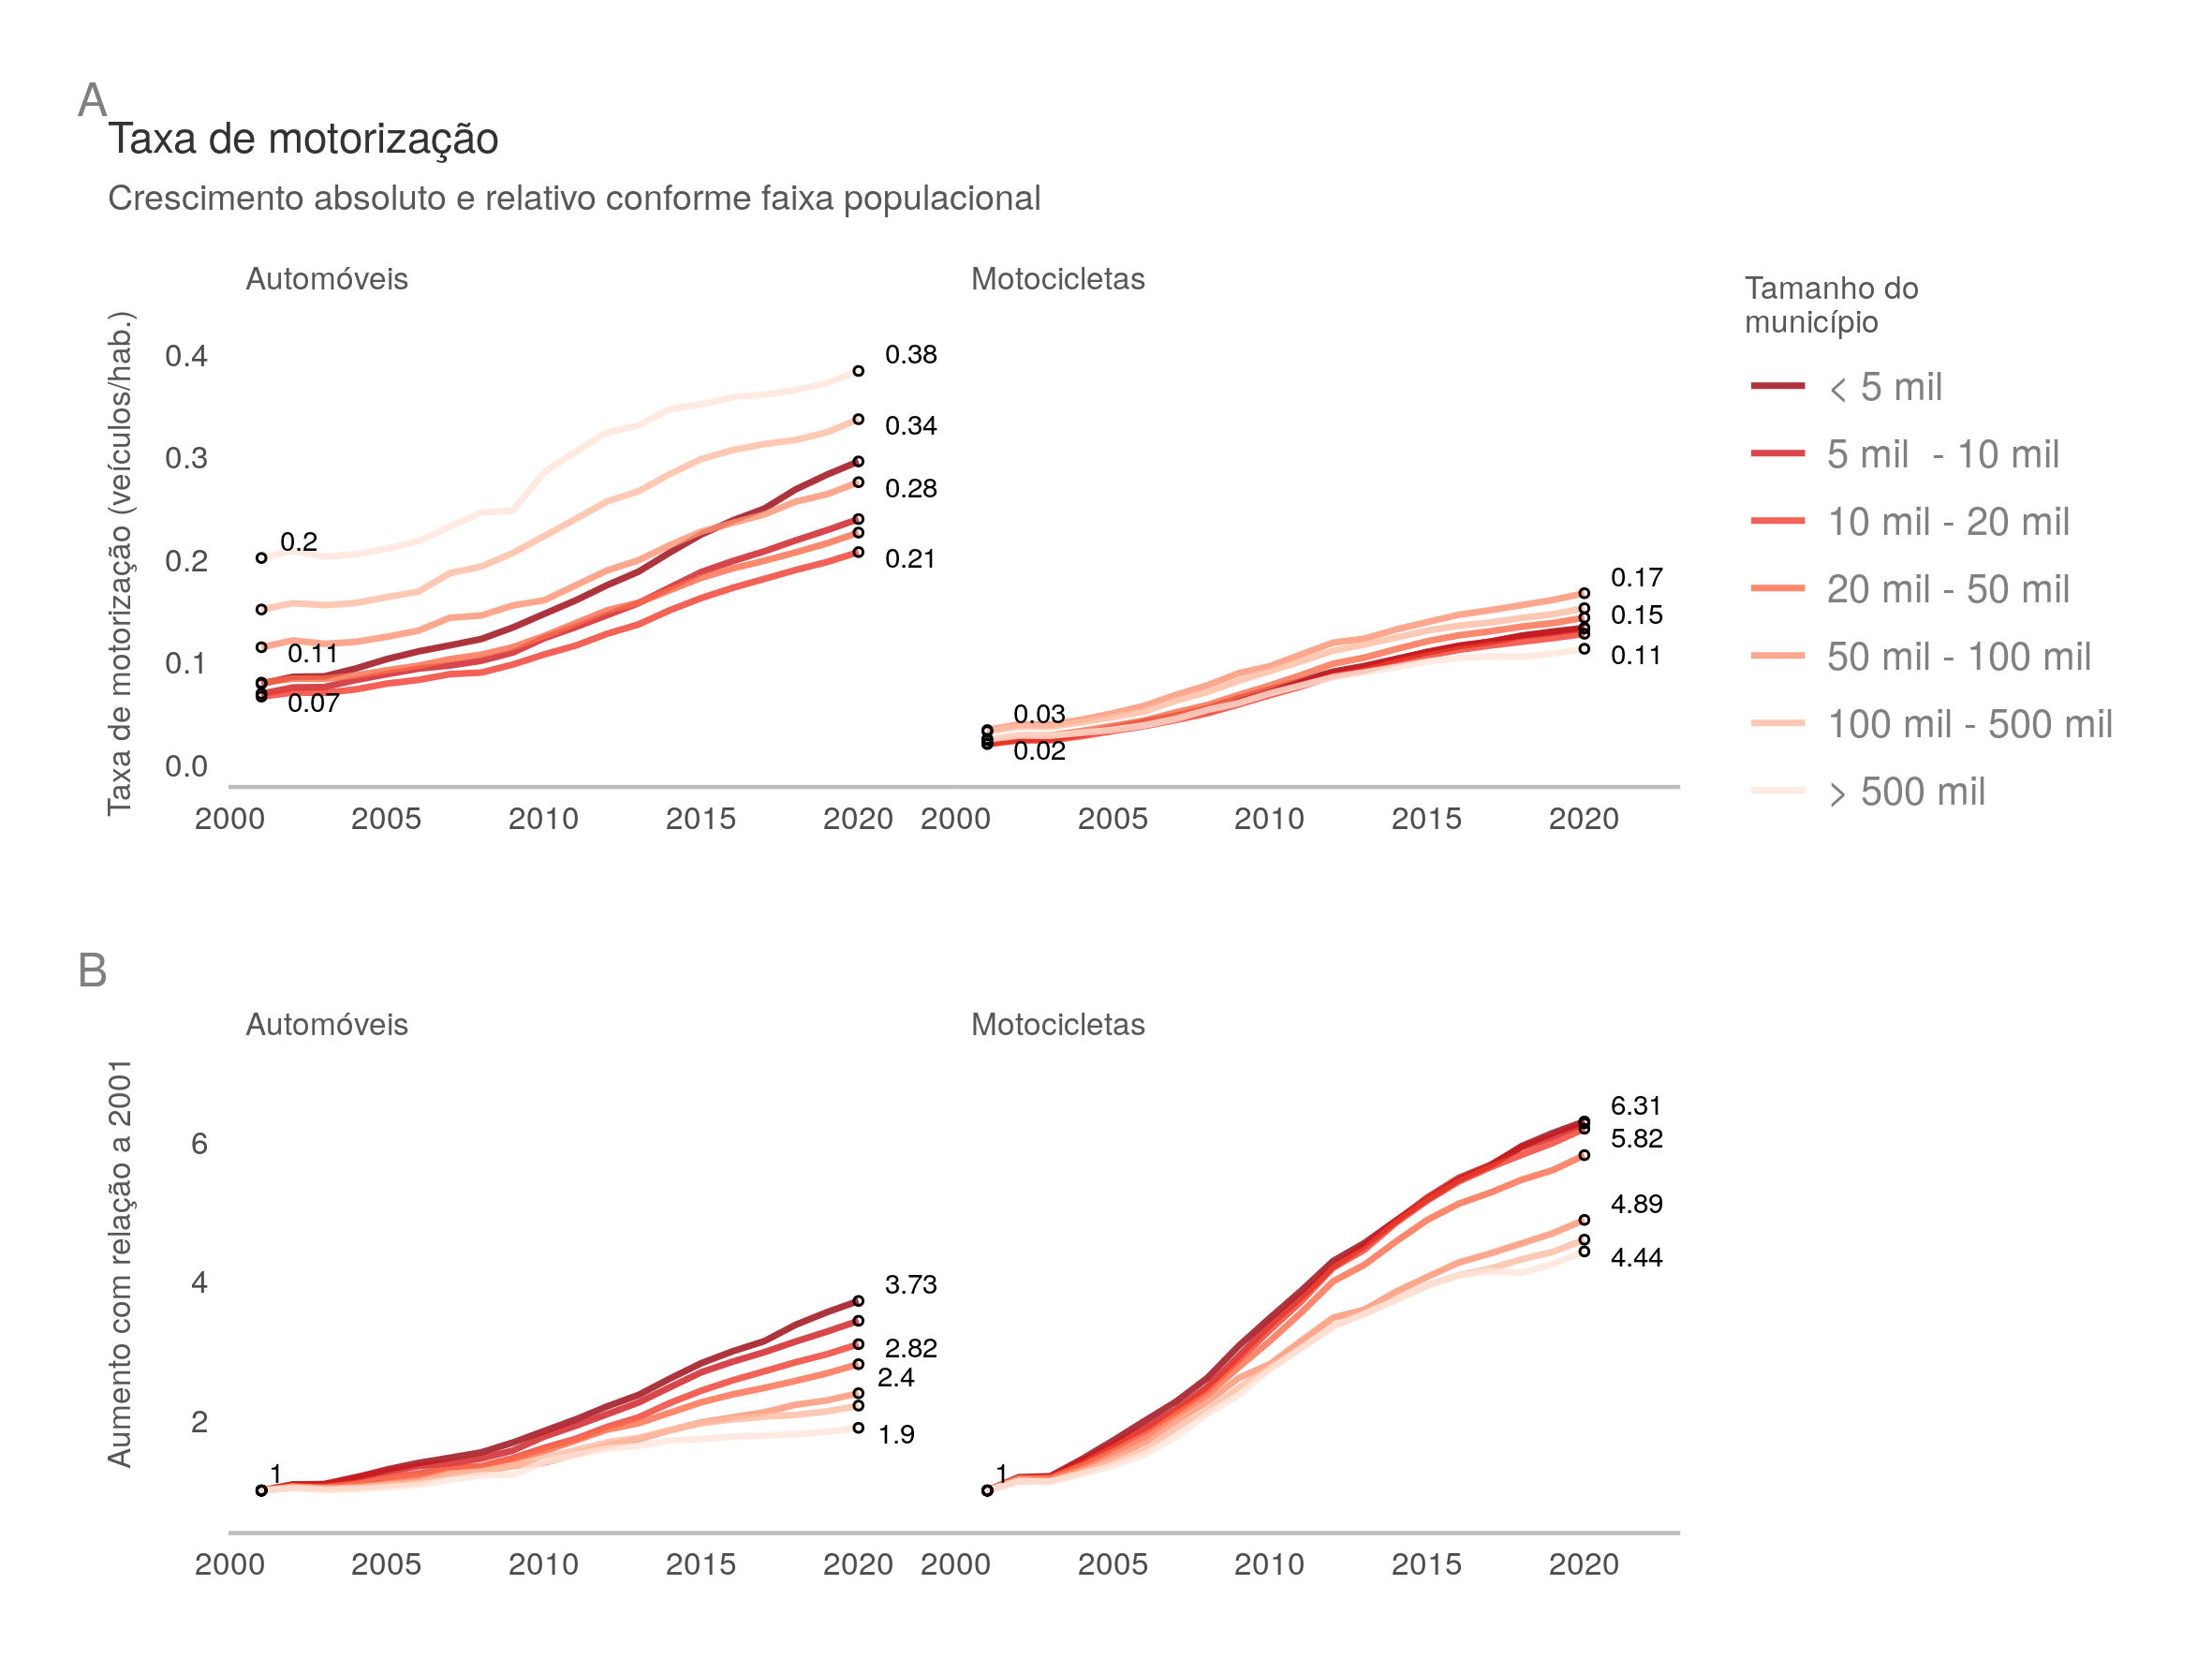 A
Taxa de motorização
Crescimento absoluto e relativo conforme faixa populacional
Automóveis
Motocicletas
Taxa de motorização (veículos/hab.)
0.4
0.3
0.2
0.1
0.0
0.2
0.11
0.07
0.38
0.34
0.28
0.21
0.03
0.02
0.17
0.15
0.11
2000 2005 2010 2015 2020 2000 2005 2010 2015 2020
Tamanho do
município
< 5 mil
5 mil  - 10 mil
10 mil - 20 mil
20 mil - 50 mil
50 mil - 100 mil
100 mil - 500 mil
> 500 mil
B
Automóveis
Motocicletas
Aumento com relação a 2001
6
4
2
1
3.73
2.82
2.4
1.9
1
6.31
5.82
4.89
4.44
2000 2005 2010 2015 2020 2000 2005 2010 2015 2020